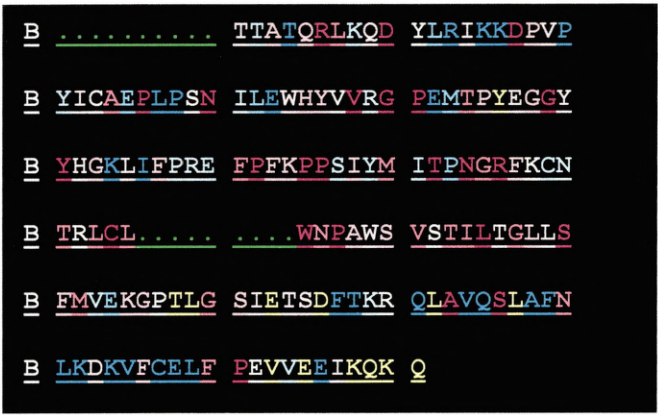 B .......... TTATQRLKQD YLRIKKDPVP
B YICAEPLPSN ILEWHYVVRG PEMTPYEGGY
B YHGKLIFPRE FPFKPPSIYM ITPNGRFKCN
B TRLCL..... ....WNPAWS VSTILTGLLS
B FMVEKGPTLG SIETSDFTKR QLAVQSLAFN
B LKDKVFCELF PEVVEEIKQK Q